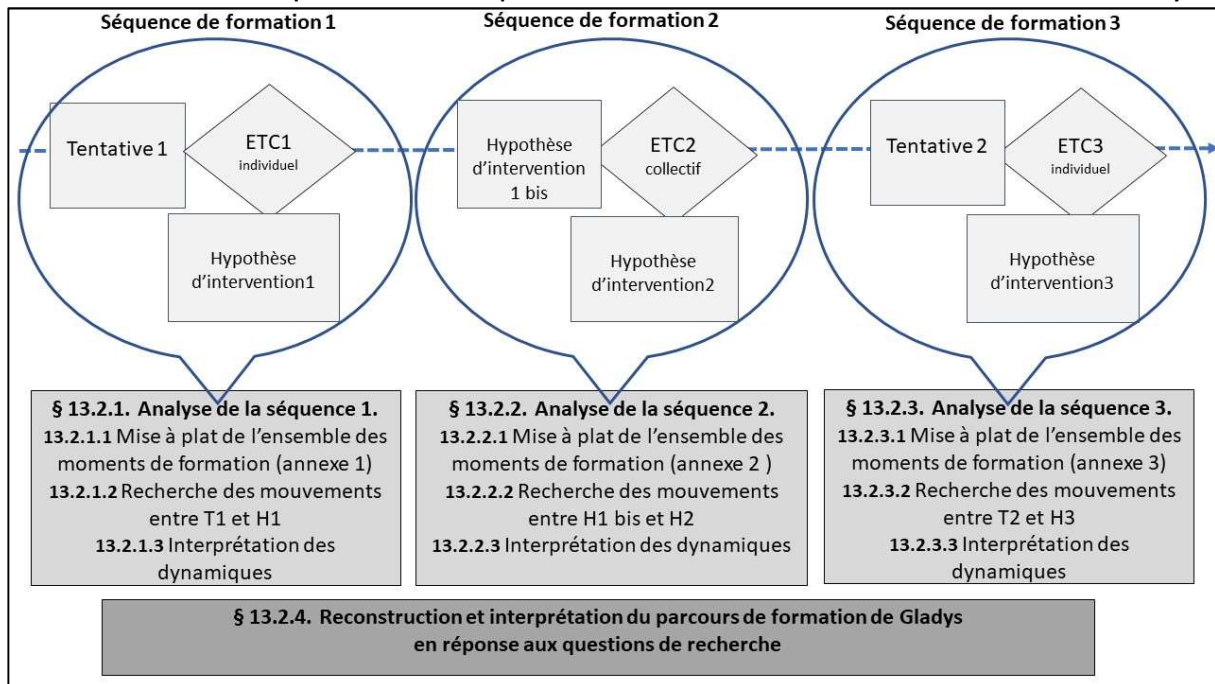 Séquence de formation 1
Séquence de formation 2
Séquence de formation 3
Tentative 1
ETC1
individuel
Hypothèse
d’intervention1
Hypothèse
d’intervention
1 bis
ETC2
collectif
Hypothèse
d’intervention2
Tentative 2
ETC3
individuel
Hypothèse
d’intervention3
§ 13.2.1. Analyse de la séquence 1.
13.2.1.1 Mise à plat de l’ensemble des
moments de formation (annexe 1)
13.2.1.2 Recherche des mouvements
entre T1 et H1
13.2.1.3 Interprétation des
dynamiques
§ 13.2.2. Analyse de la séquence 2.
13.2.2.1 Mise à plat de l’ensemble des
moments de formation (annexe 2 )
13.2.2.2 Recherche des mouvements
entre H1 bis et H2
13.2.2.3 Interprétation des dynamiques
§ 13.2.3. Analyse de la séquence 3.
13.2.3.1 Mise à plat de l’ensemble des
moments de formation (annexe 3)
13.2.3.2 Recherche des mouvements
entre T2 et H3
13.2.3.3 Interprétation des
dynamiques
§ 13.2.4. Reconstruction et interprétation du parcours de formation de Gladys
en réponse aux questions de recherche